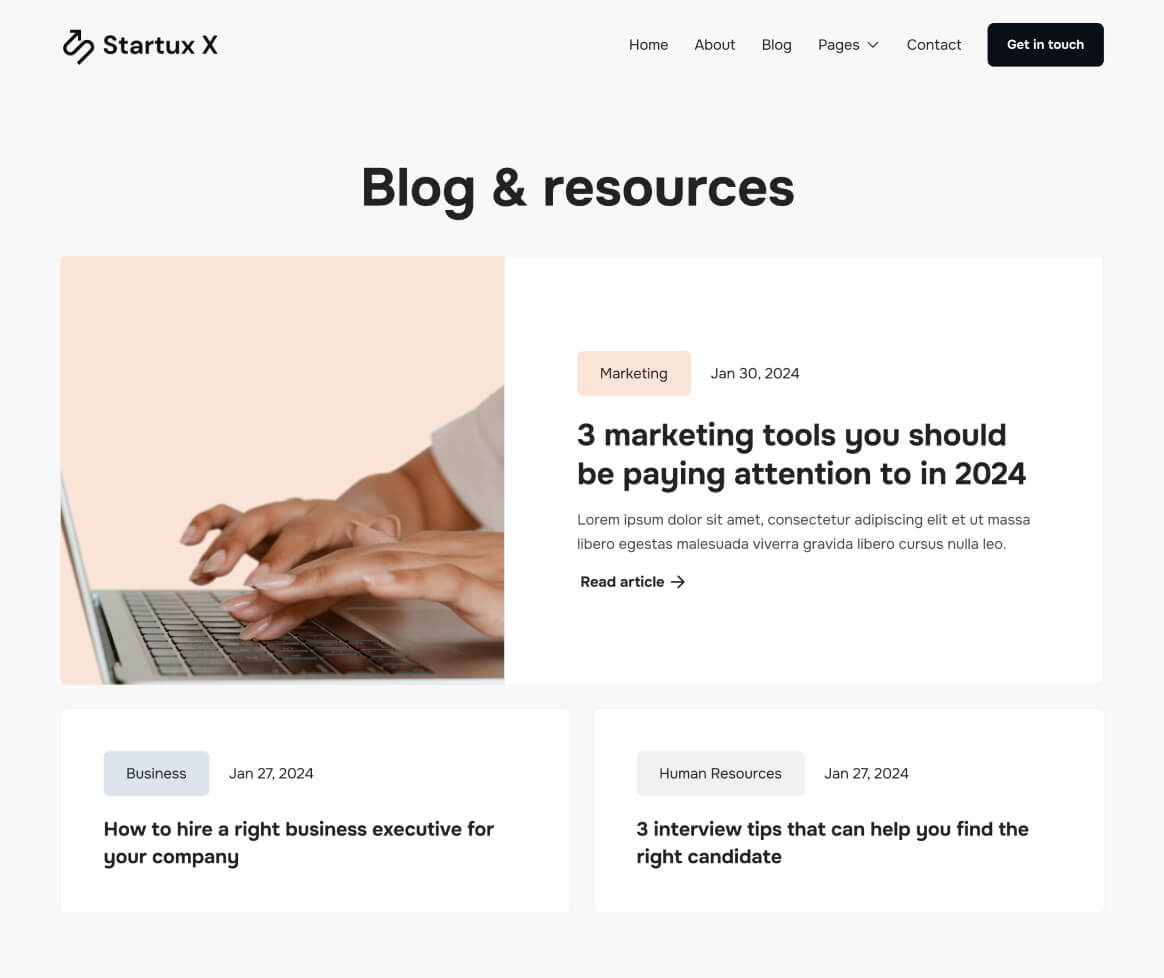 Startux X
Home About Blog Pages Contact Get in touch
Blog & resources
Marketing Jan 30, 2024
3 marketing tools you should
be paying attention to in 2024
Lorem ipsum dolor sit amet, consectetur adipiscing elit et ut massa
libero egestas malesuada viverra gravida libero cursus nulla leo.
Read article
Business Jan 27, 2024
How to hire a right business executive for
your company
Human Resources Jan 27, 2024
3 interview tips that can help you find the
right candidate